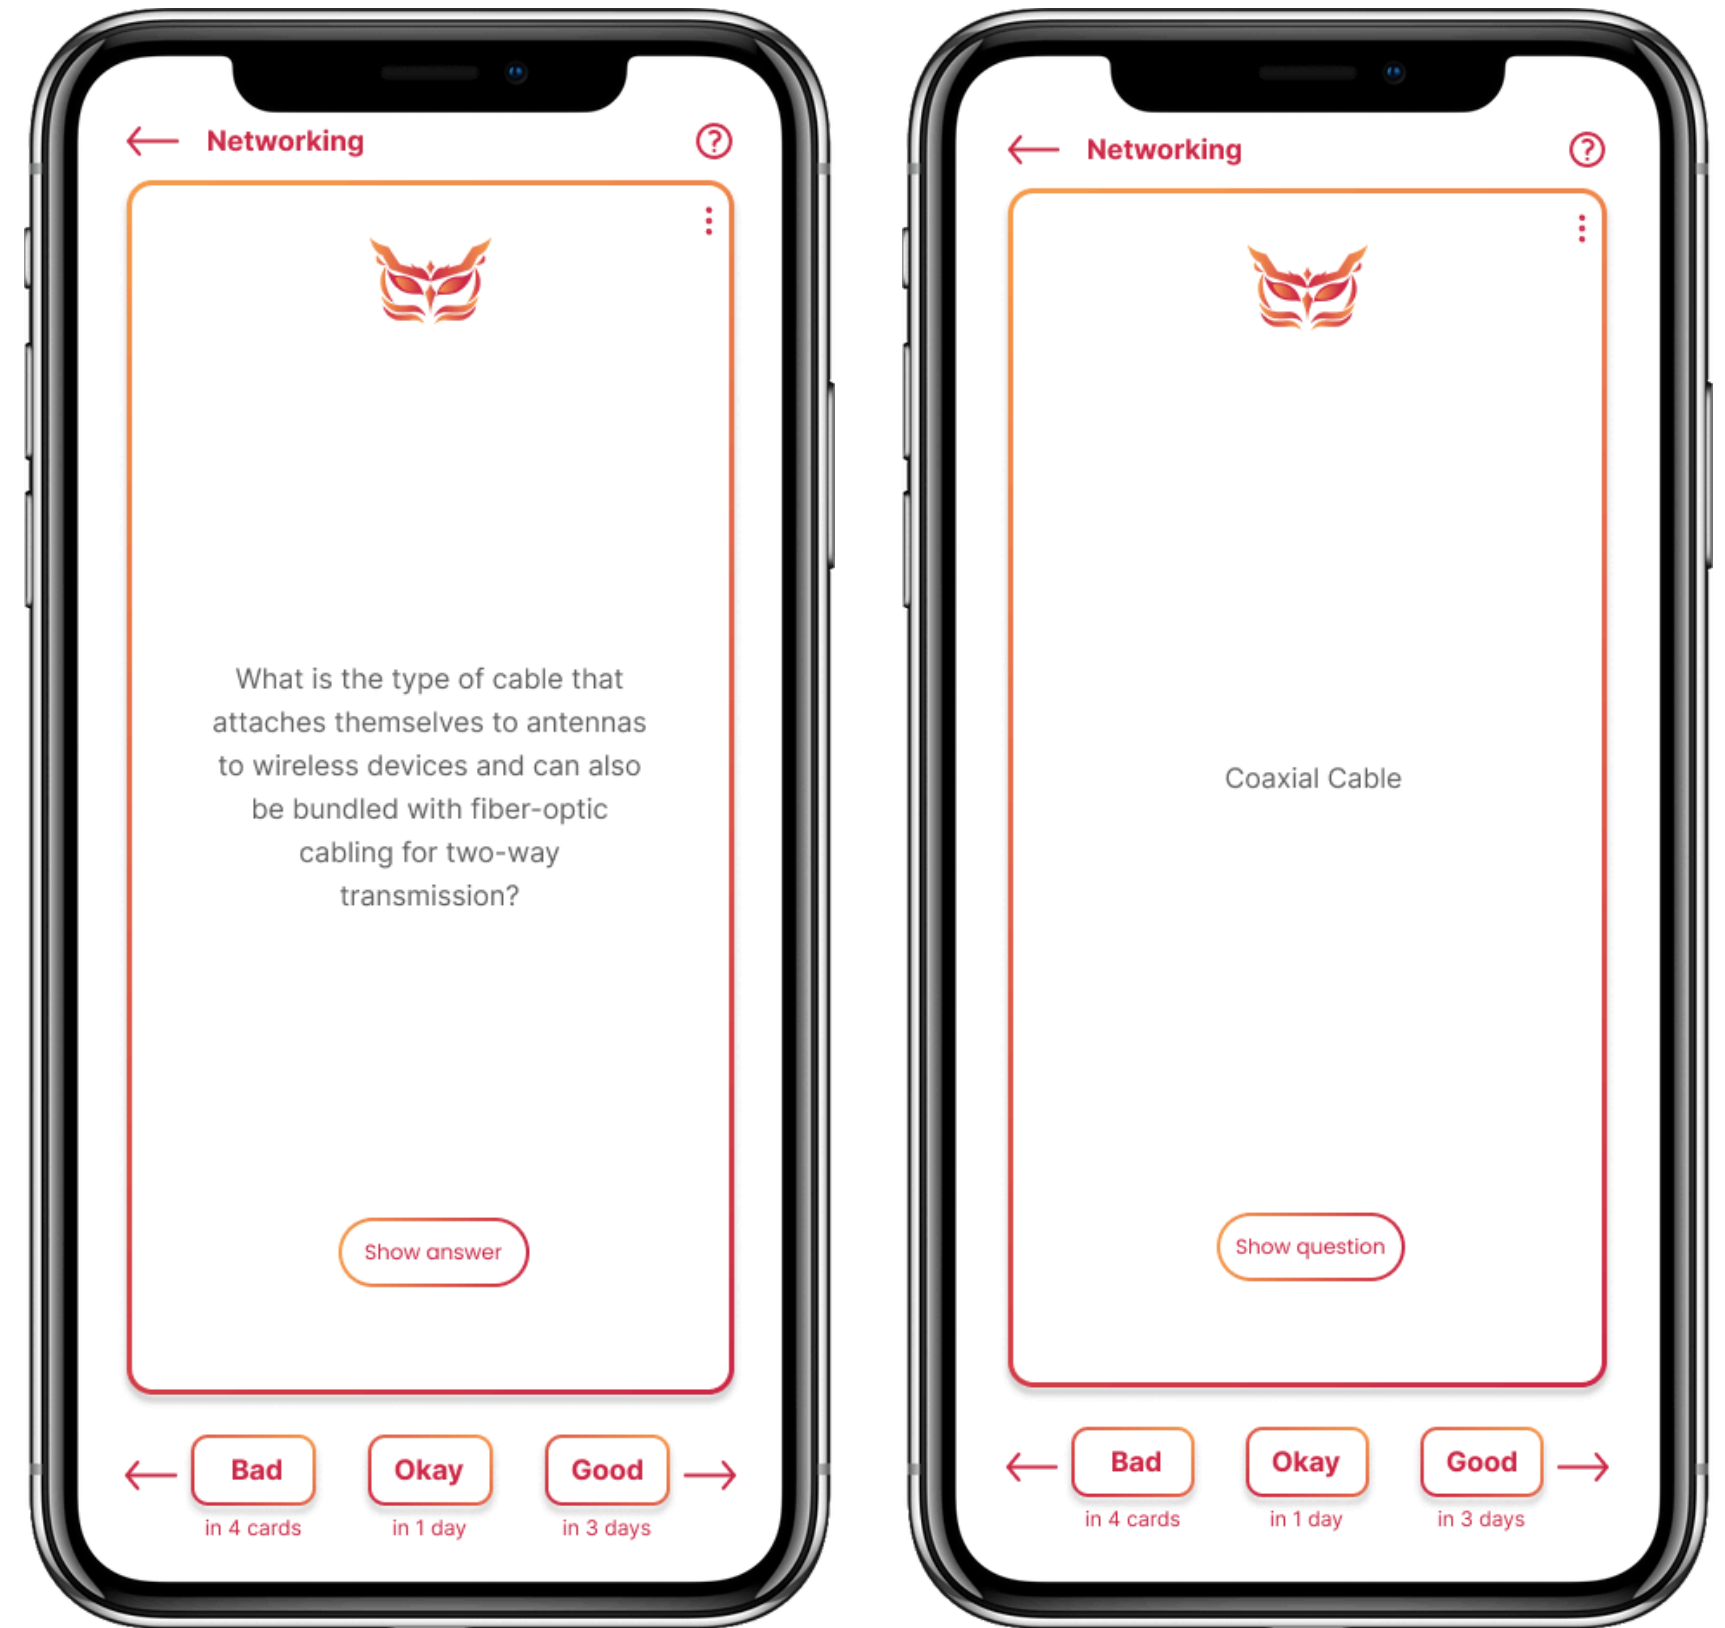 Networking
?
What is the type of cable that
attaches themselves to antennas
to wireless devices and can also
be bundled with fiber-optic
cabling for two-way
transmission?
Show answer
Bad
Okay
Good
in 4 cards
in 1 day
in 3 days
Networking
?
Coaxial Cable
Show question
Bad
Okay
Good
in 4 cards
in 1 day
in 3 days